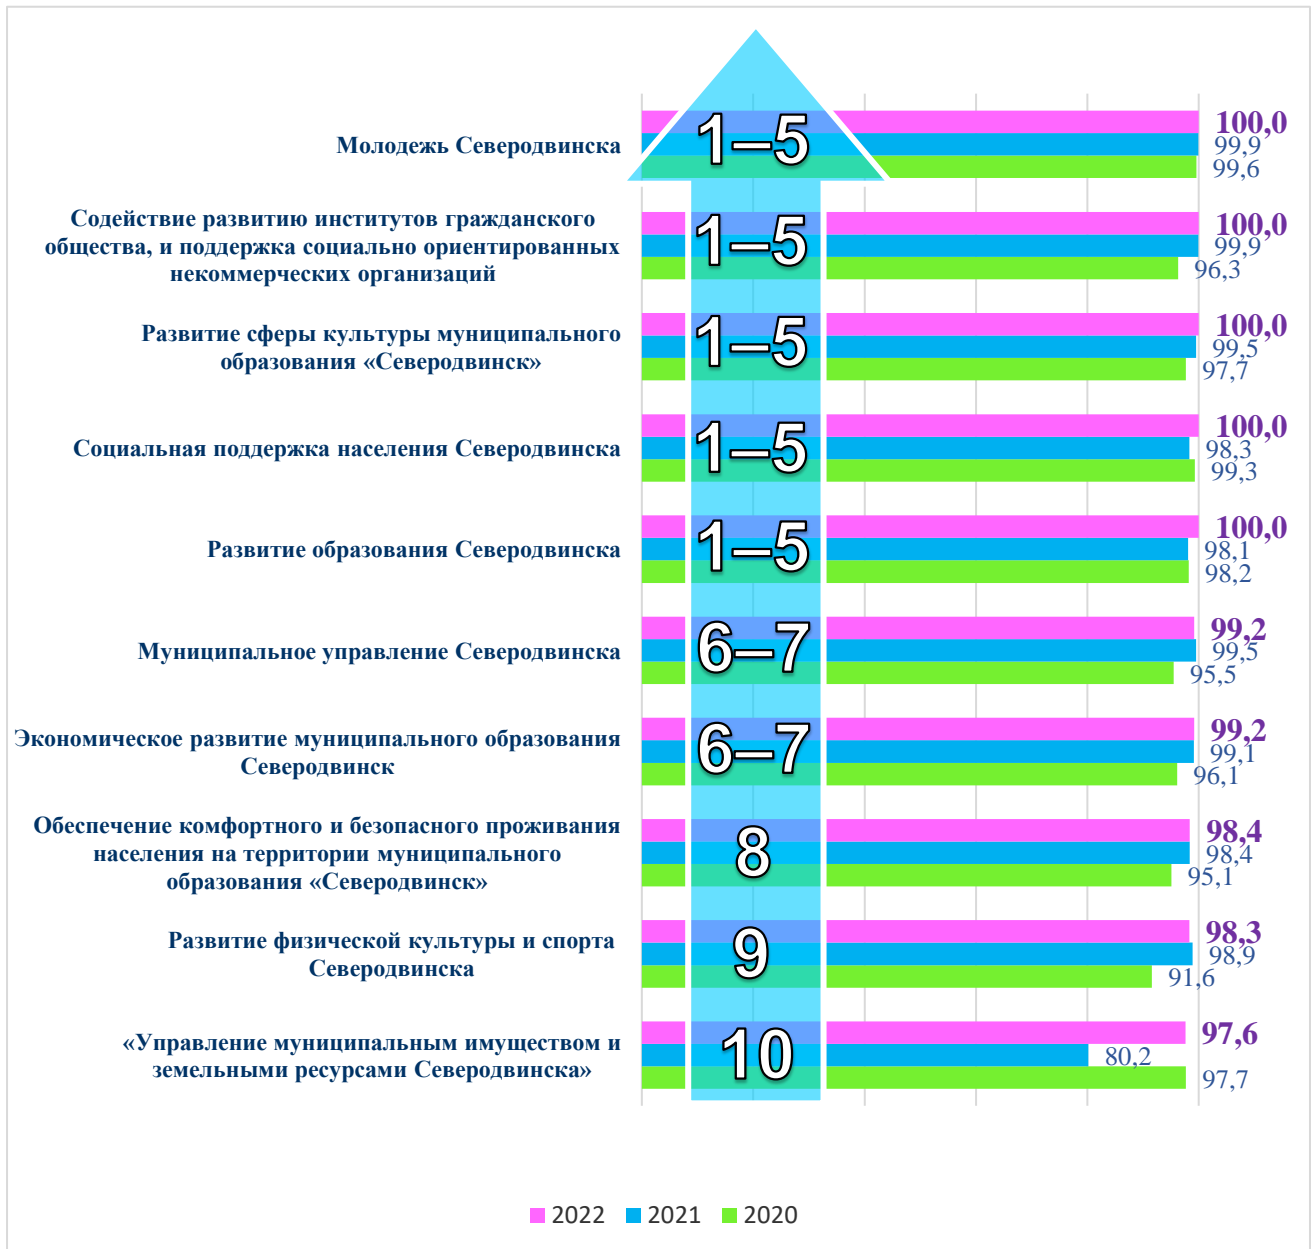 Молодежь Северодвинска
1–5
100,0
99,9
99,6
Содействие развитию институтов гражданского
общества, и поддержка социально ориентированных
некоммерческих организаций
1–5
100,0
99,9
96,3
Развитие сферы культуры муниципального
образования «Северодвинск»
1–5
100,0
99,5
97,7
Социальная поддержка населения Северодвинска
1–5
100,0
98,3
99,3
Развитие образования Северодвинска
1–5
100,0
98,1
98,2
Муниципальное управление Северодвинска
6–7
99,2
99,5
95,5
Экономическое развитие муниципального образования
Северодвинск
6–7
99,2
99,1
96,1
Обеспечение комфортного и безопасного проживания
населения на территории муниципального
образования «Северодвинск»
8
98,4
98,4
95,1
Развитие физической культуры и спорта
Северодвинска
9
98,3
98,9
91,6
«Управление муниципальным имуществом и
земельными ресурсами Северодвинска»
10
97,6
80,2
97,7
2022 2021 2020